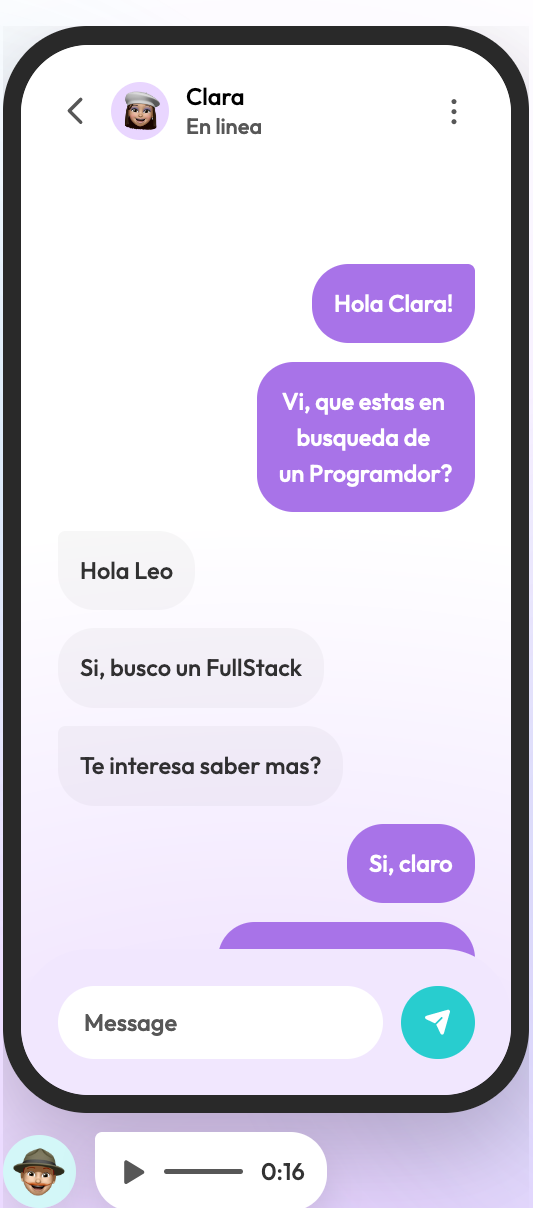 Clara
En linea
Hola Clara!
Vi, que estas en
busqueda de
un Programdor?
Hola Leo
Si, busco un FullStack
Te interesa saber mas?
Si, claro
Message
0:16